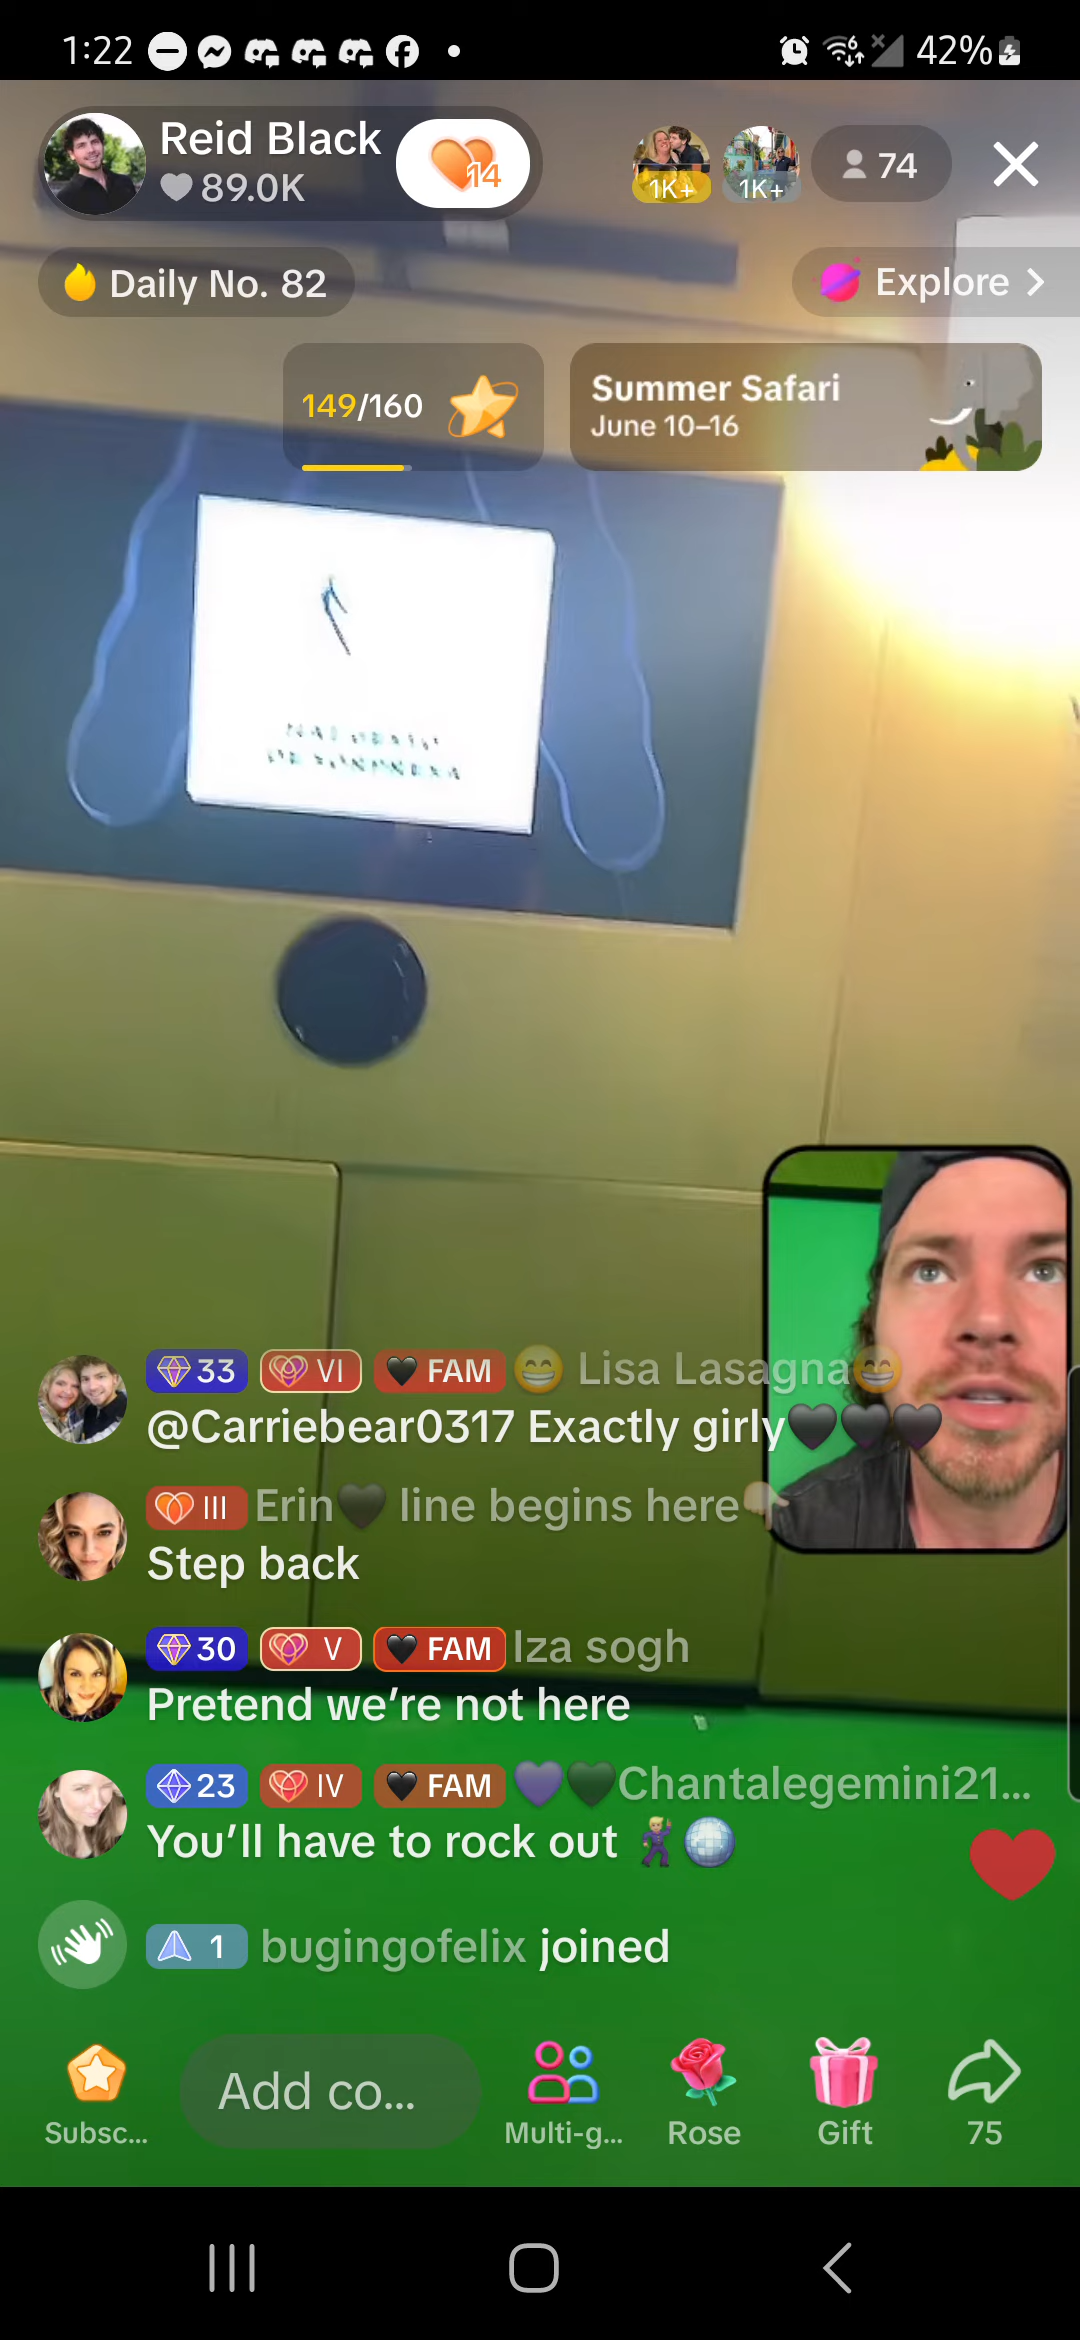 1:22
42%
Reid Black
89.0K
14
1K+
1K+
74
Daily No. 82
Explore
149/160
Summer Safari
June 10–16
33 VI FAM Lisa Lasagna
@Carriebear0317 Exactly girly
III Erin line begins here
Step back
30 V FAM Iza sogh
Pretend we’re not here
23 IV FAM Chantalegemini21...
You’ll have to rock out
1 bugingofelix joined
Subsc...
Add co...
Multi-g...
Rose
Gift
75